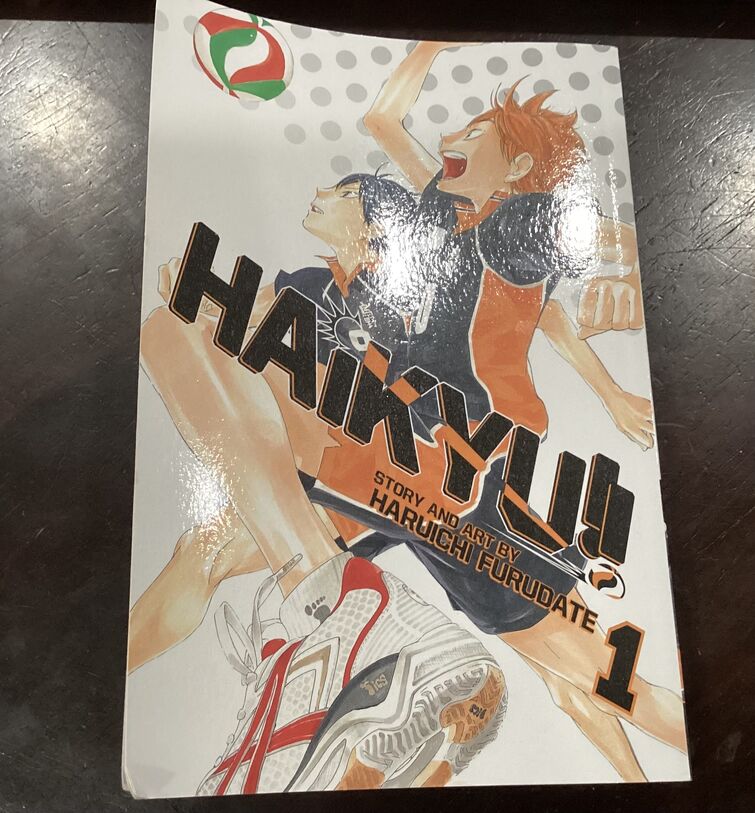 HAIKYU!!
STORY AND ART BY
HARUICHI FURUDATE
1